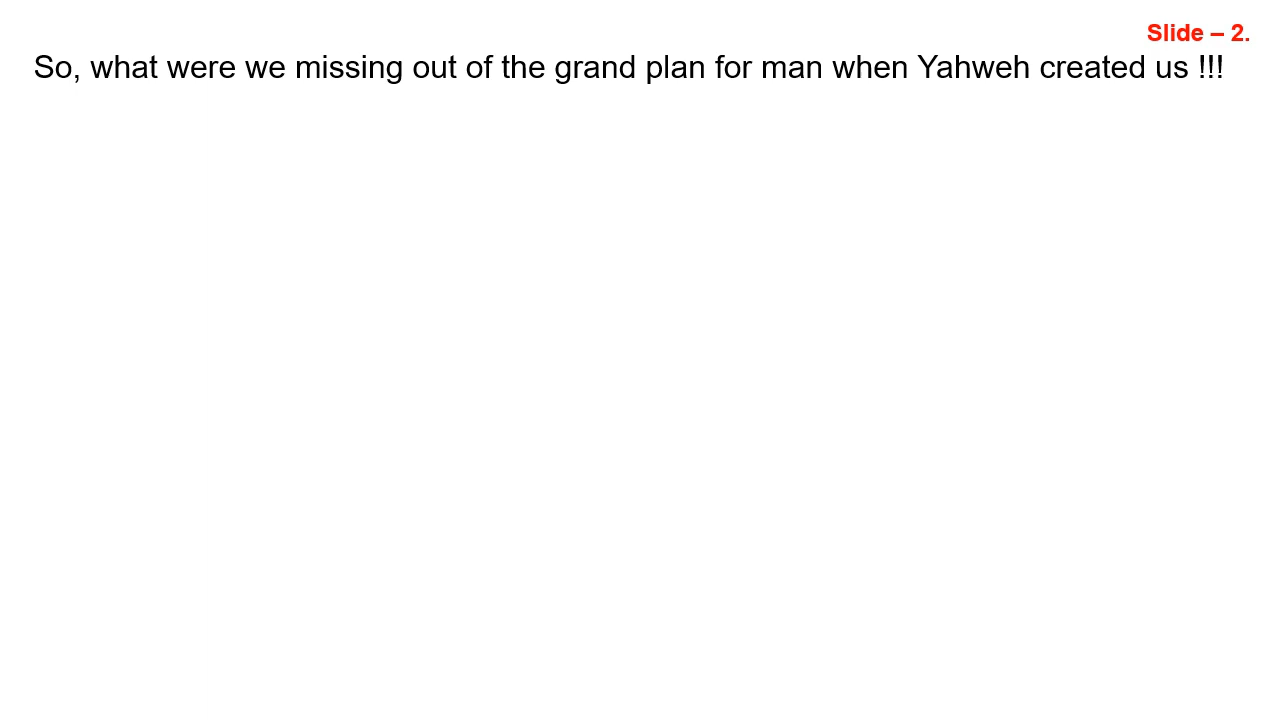 Slide – 2.
So, what were we missing out of the grand plan for man when Yahweh created us !!!